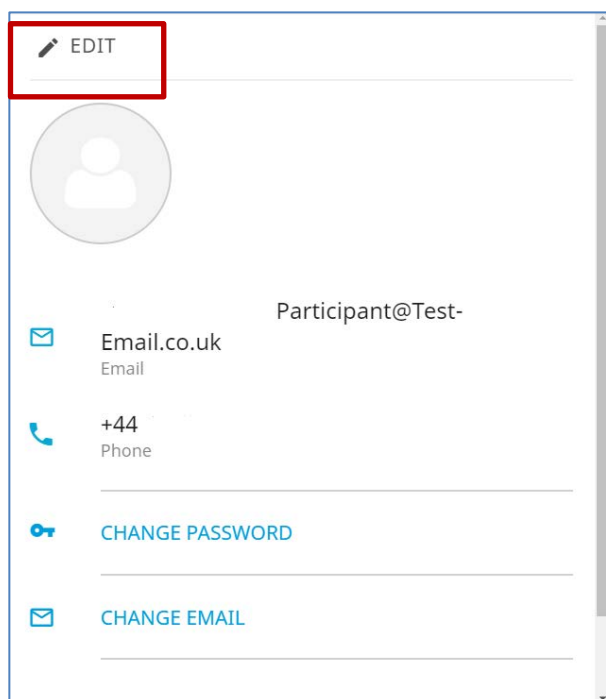 EDIT
Participant@Test-
Email.co.uk
Email
+44
Phone
CHANGE PASSWORD
CHANGE EMAIL